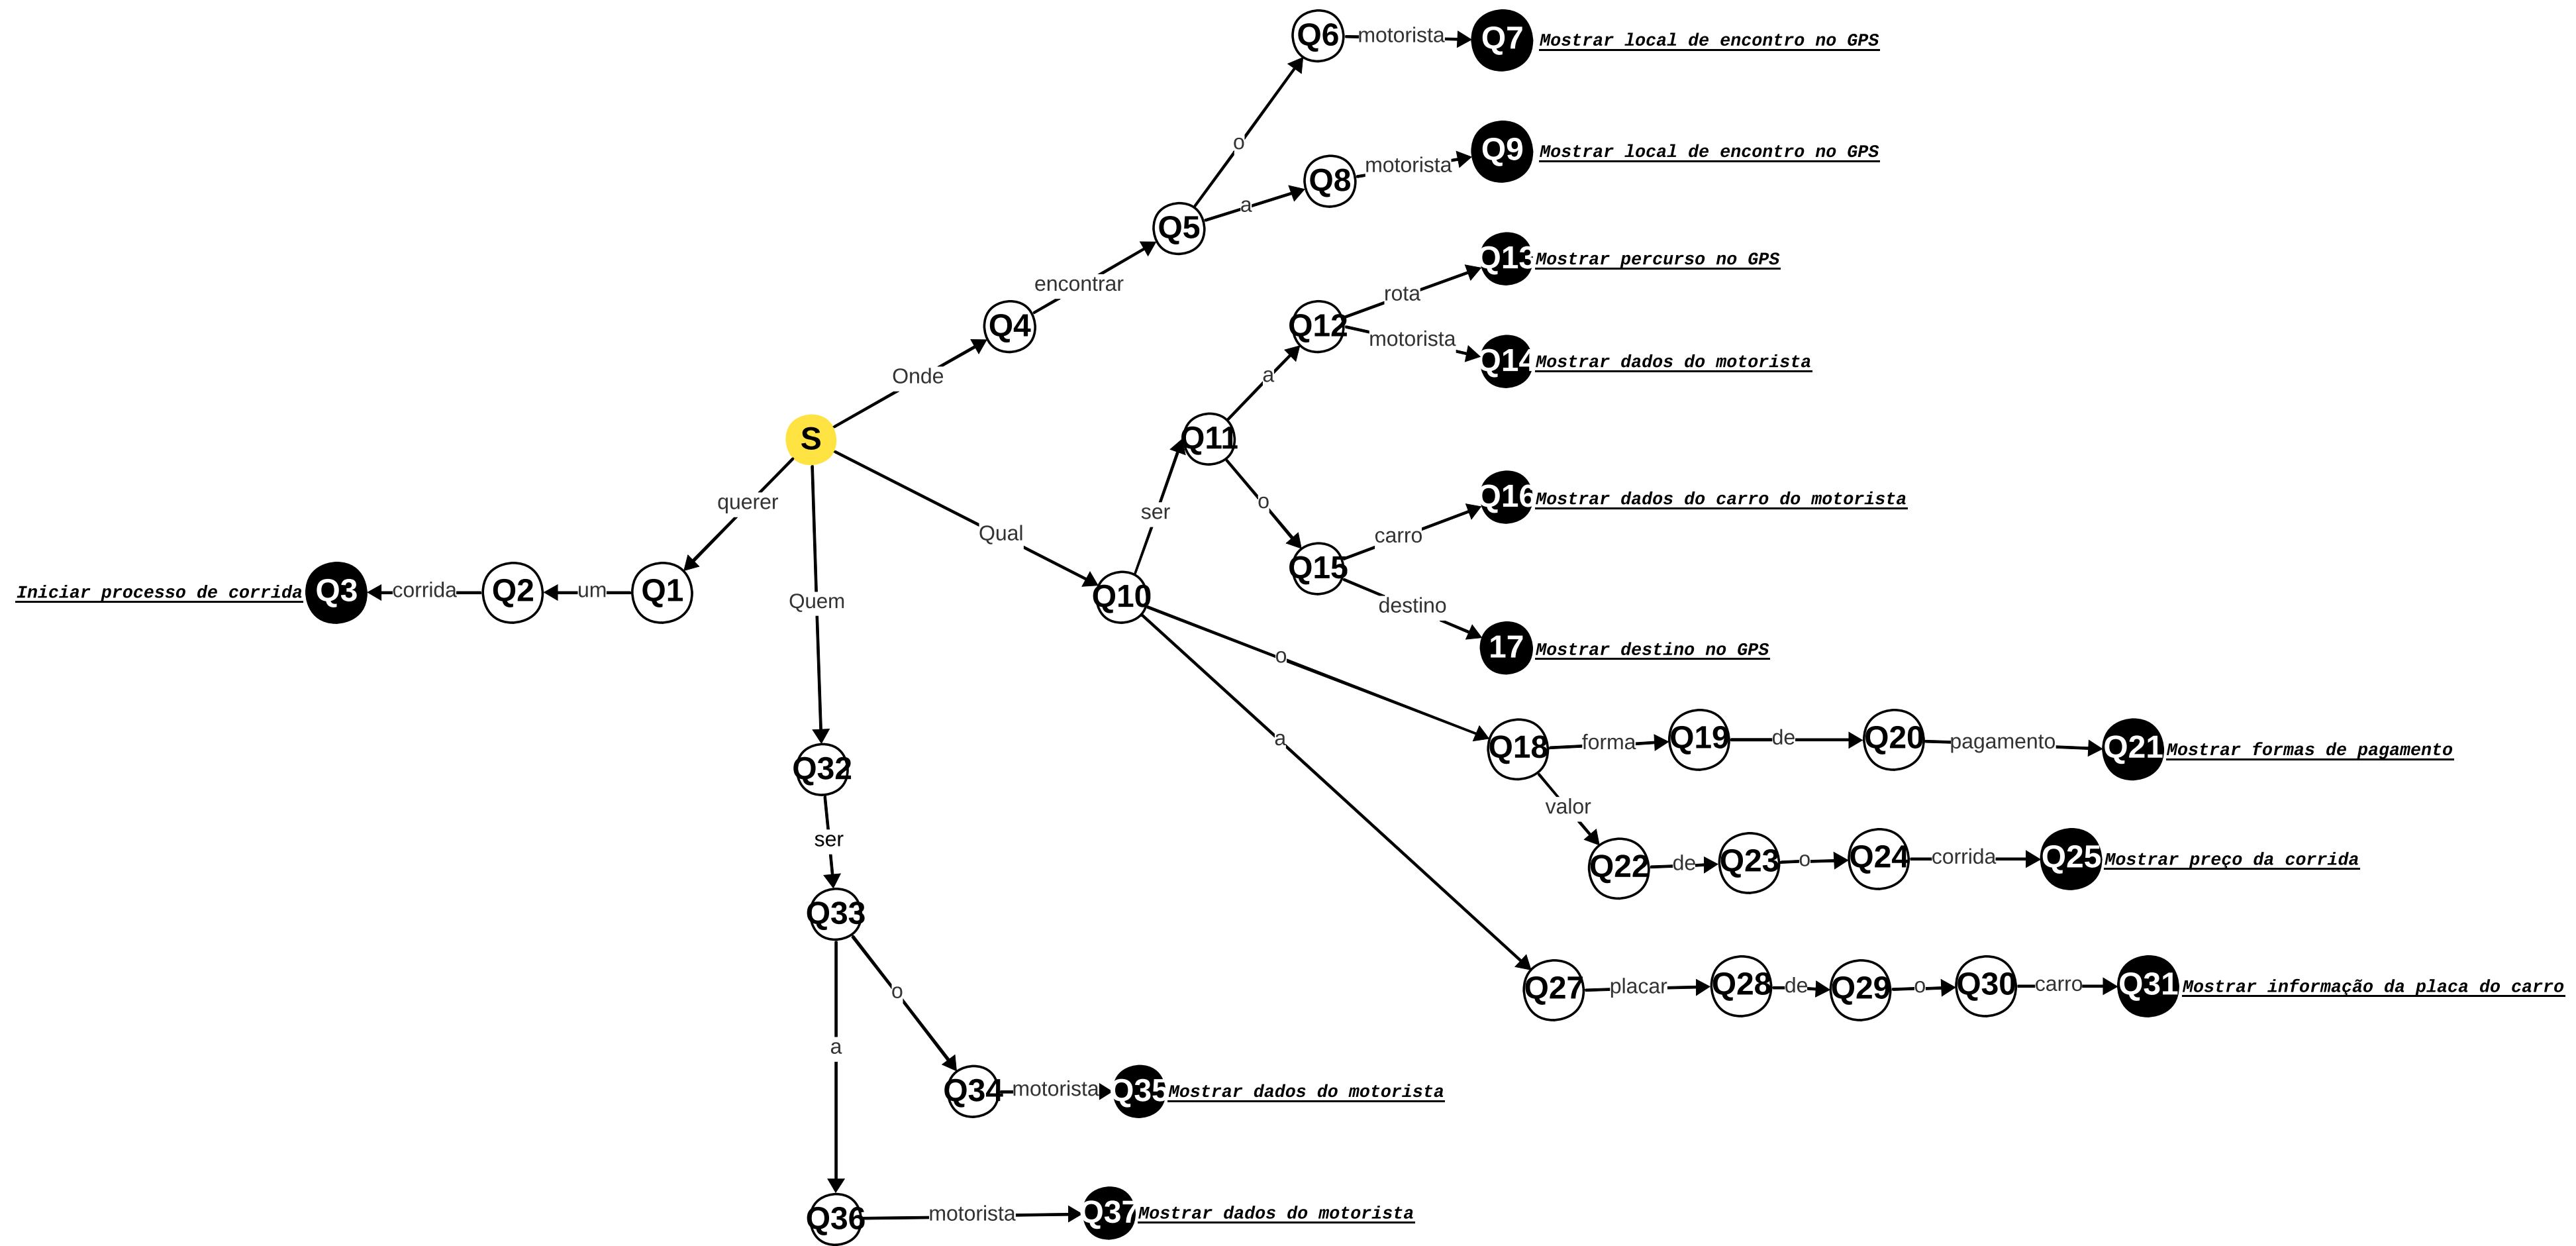 Q6
motorista
Q7
Mostrar local de encontro no GPS
o
Q9
Mostrar local de encontro no GPS
motorista
Q8
a
Q5
encontrar
Q4
Onde
Q13
Mostrar percurso no GPS
rota
Q12
motorista
Q14
Mostrar dados do motorista
a
Q11
S
querer
ser
o
Q16
Mostrar dados do carro do motorista
carro
Q15
Qual
destino
17
Mostrar destino no GPS
Iniciar processo de corrida
Q3
corrida
Q2
um
Q1
Quem
Q10
o
a
Q18
forma
Q19
de
Q20
pagamento
Q21
Mostrar formas de pagamento
Q32
valor
ser
Q22
de
Q23
o
Q24
corrida
Q25
Mostrar preço da corrida
Q33
o
Q27
placar
Q28
de
Q29
o
Q30
carro
Q31
Mostrar informação da placa do carro
a
Q34
motorista
Q35
Mostrar dados do motorista
Q36
motorista
Q37
Mostrar dados do motorista